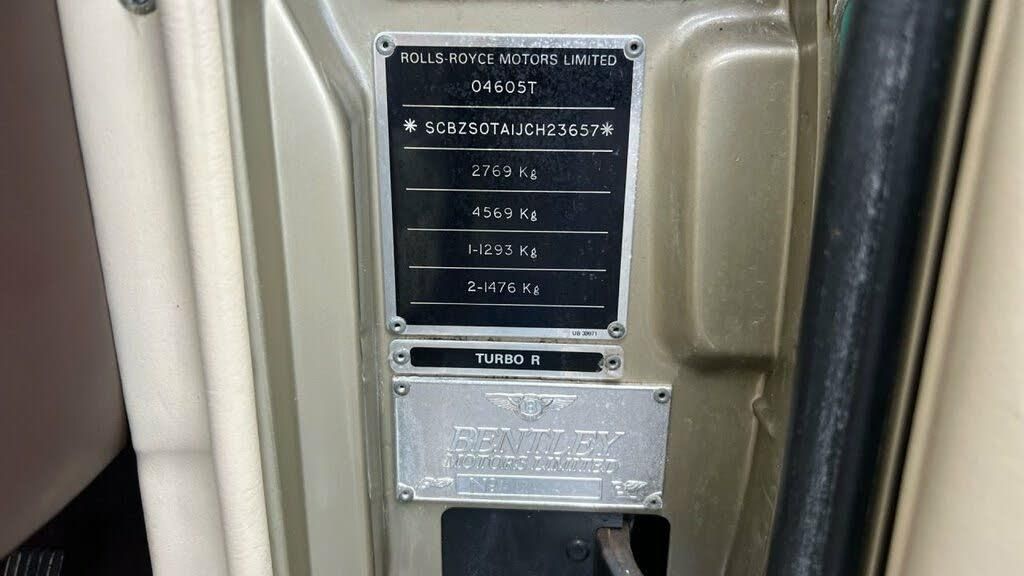 ROLLS-ROYCE MOTORS LIMITED
04605T
* SCBZSOTA1JCH23657*
2769 Kg
4569 Kg
1-1293 Kg
2-1476 Kg
TURBO R
BENTLEY
MOTORS LIMITED